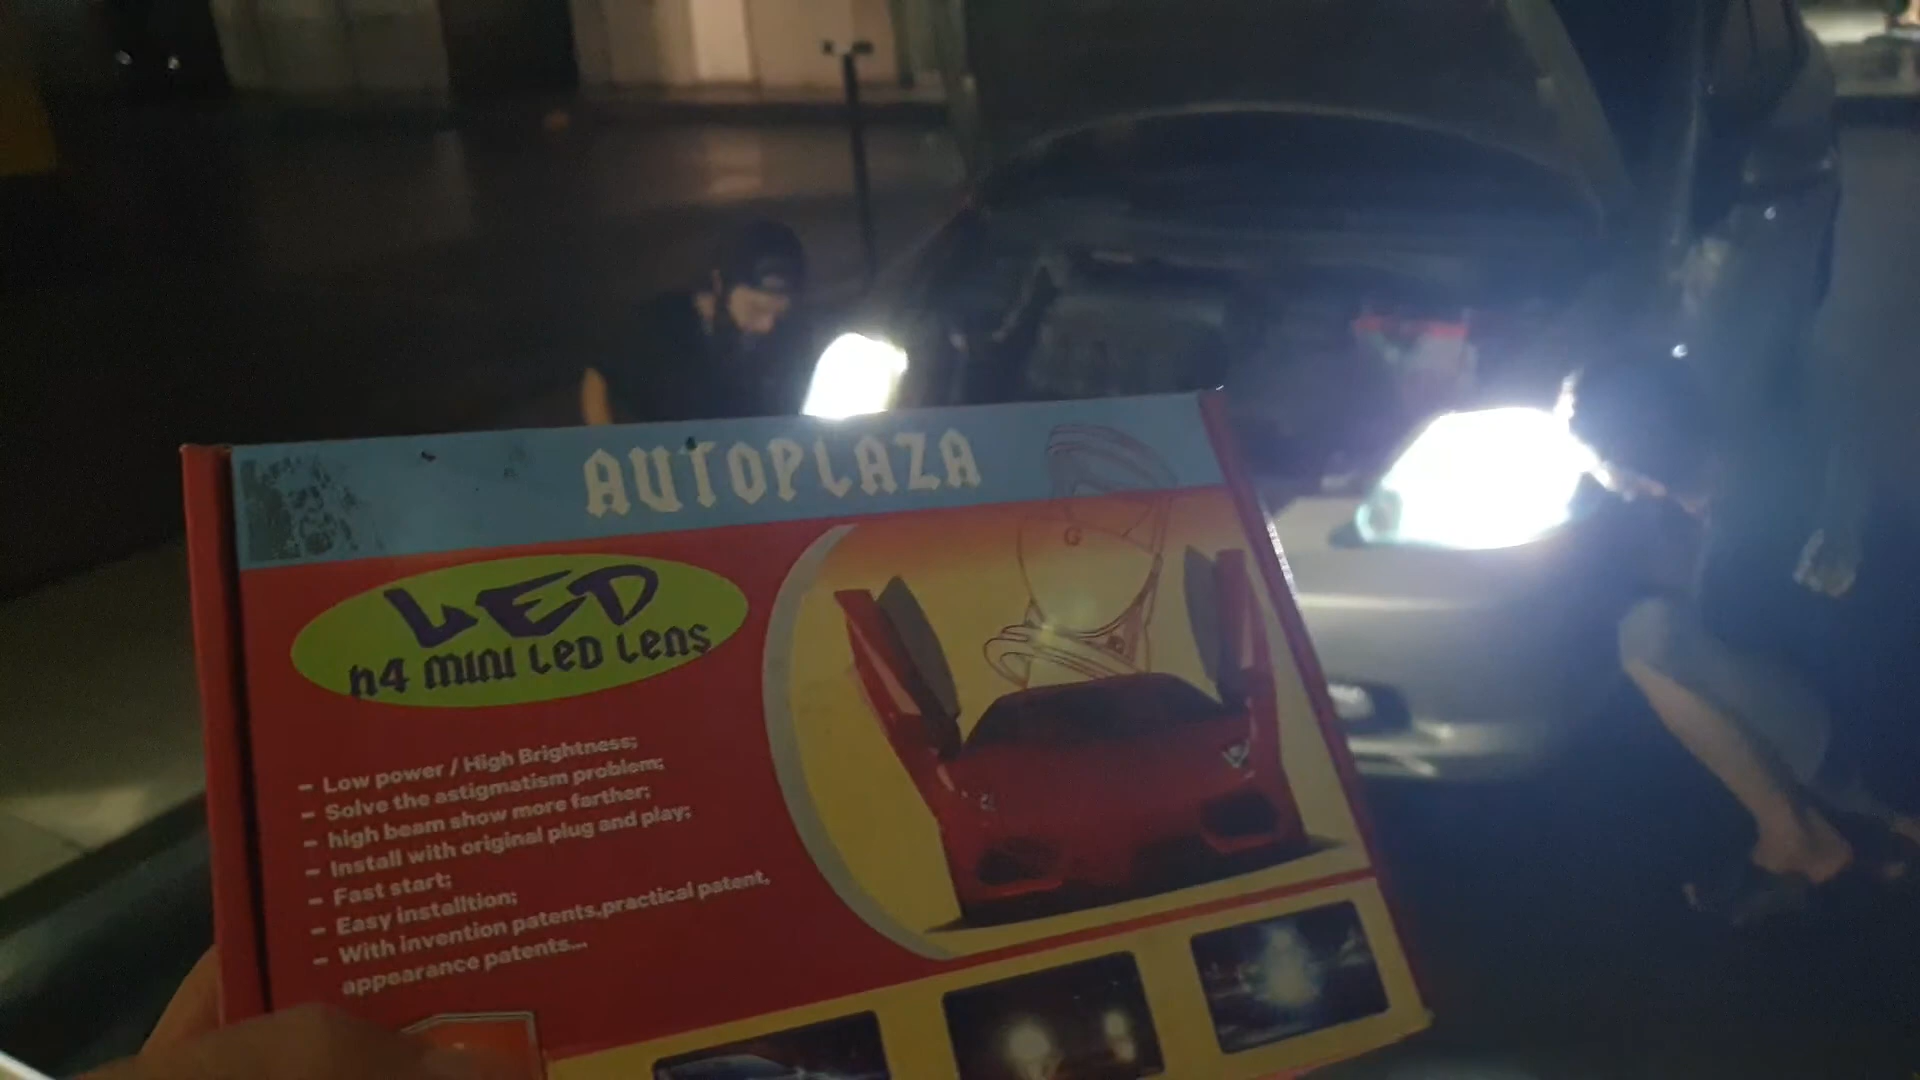 AUTOPLAZA
LED
H4 MINI LED Lens
- Low power / High Brightness;
- Solve the astigmatism problem;
- high beam show more farther;
- Install with original plug and play;
- Fast start;
- Easy installtion;
- With invention patents,practical patent,
appearance patents...